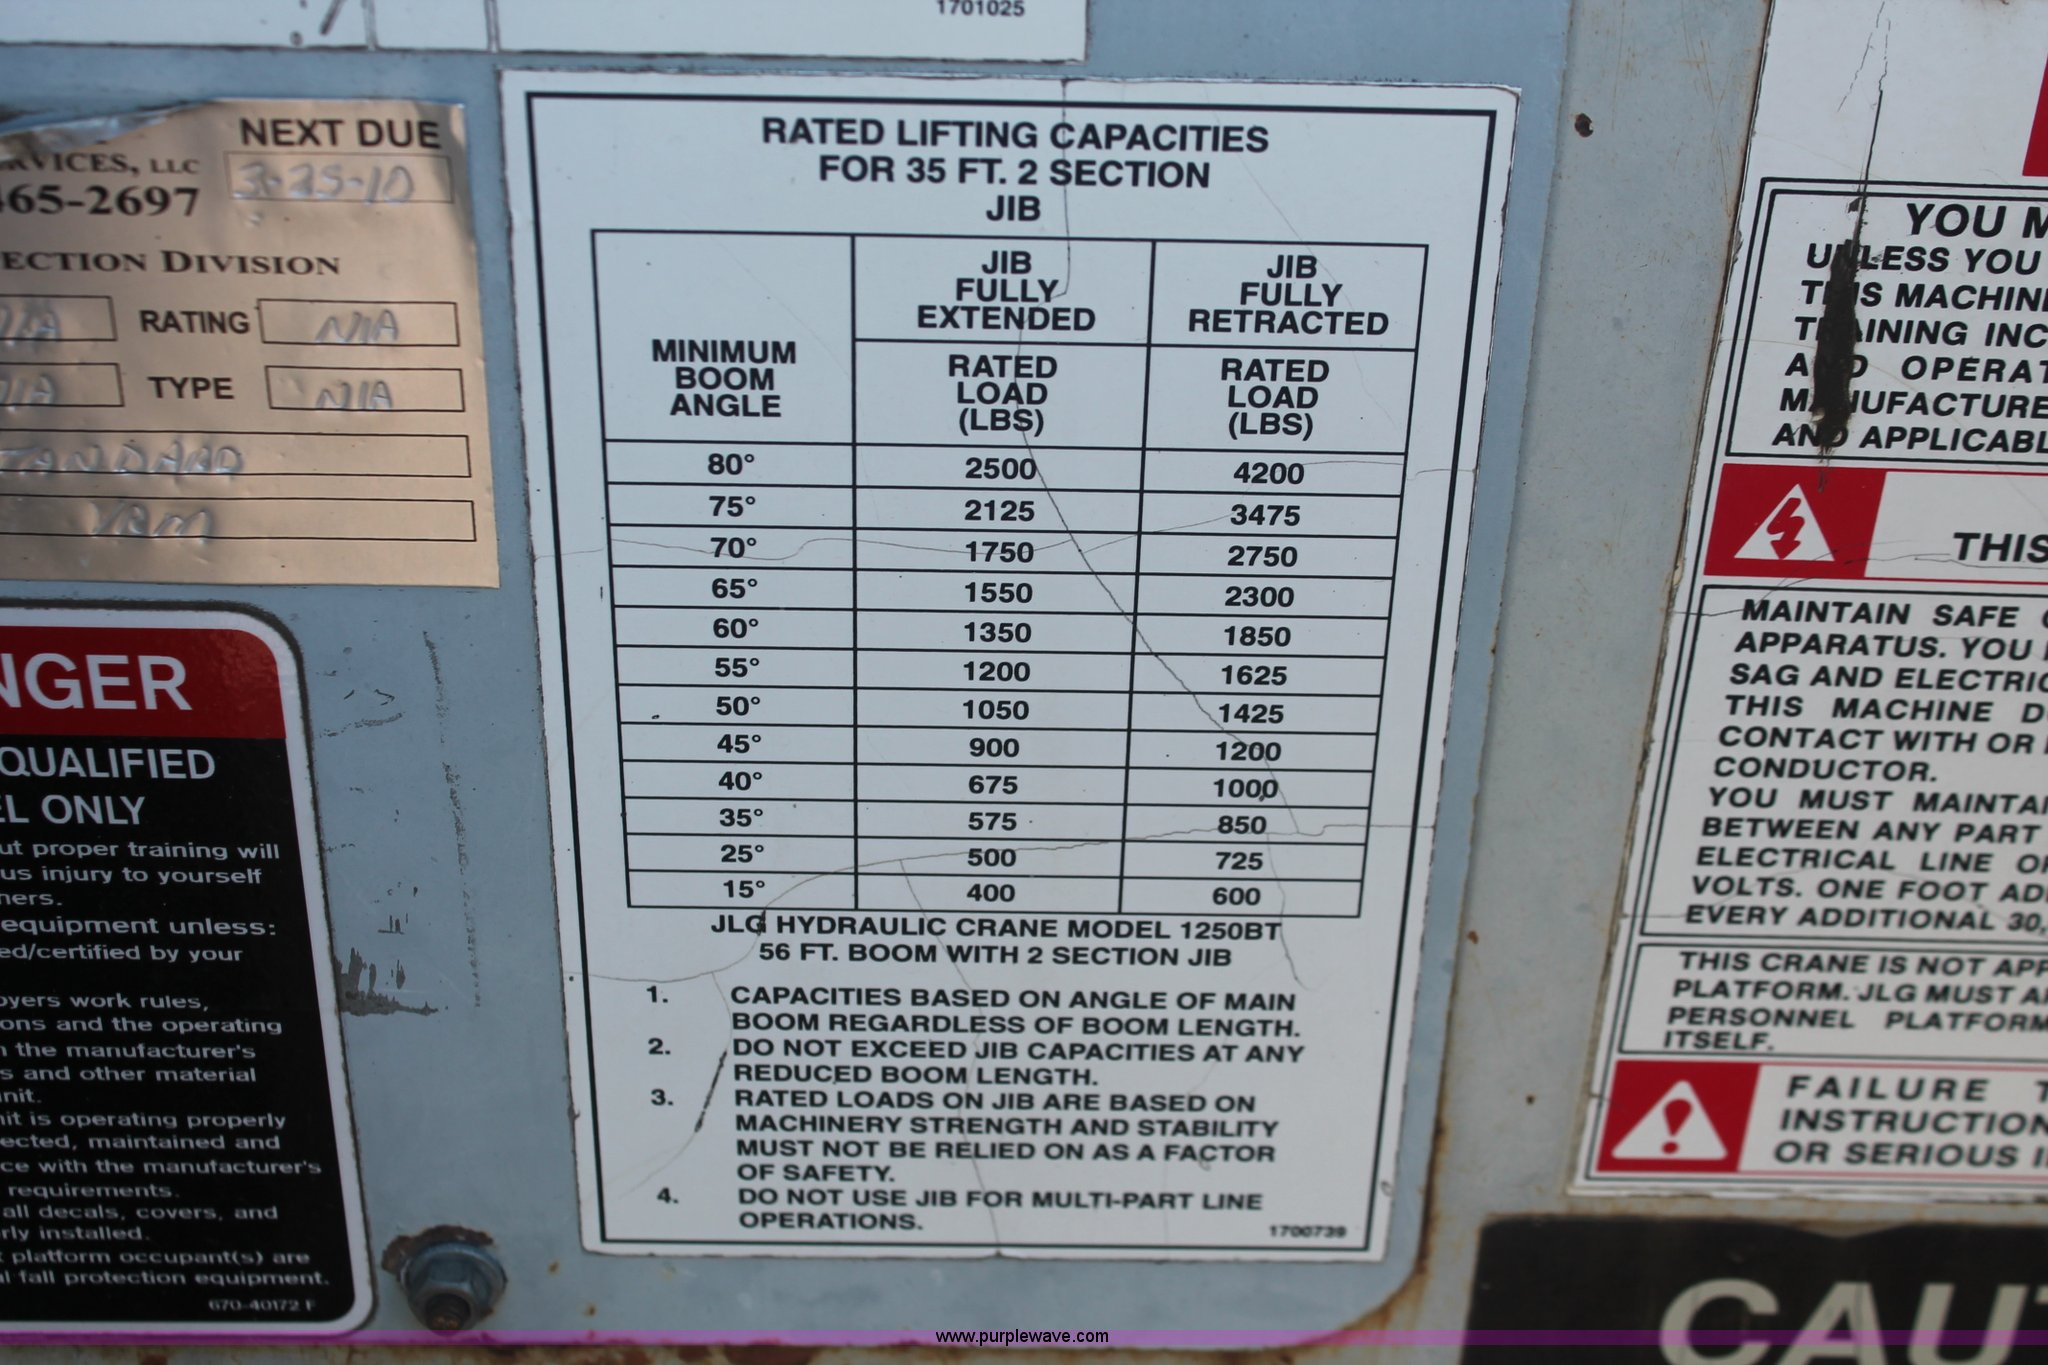 1701025
NEXT DUE
RVICES, LLC
3-25-10
465-2697
ECTION DIVISION
RATING N/A
TYPE N/A
TANDARD
NGER
QUALIFIED
EL ONLY
ut proper training will
us injury to yourself
hers.
equipment unless:
ed/certified by your
oyers work rules,
ons and the operating
n the manufacturer's
s and other material
unit.
nit is operating properly
ected, maintained and
ce with the manufacturer's
requirements.
all decals, covers, and
rly installed.
t platform occupant(s) are
al fall protection equipment.
670-40172 F
RATED LIFTING CAPACITIES
FOR 35 FT. 2 SECTION
JIB
MINIMUM
BOOM
ANGLE
JIB
FULLY
EXTENDED
JIB
FULLY
RETRACTED
RATED
LOAD
(LBS)
RATED
LOAD
(LBS)
80° 2500 4200
75° 2125 3475
70° 1750 2750
65° 1550 2300
60° 1350 1850
55° 1200 1625
50° 1050 1425
45° 900 1200
40° 675 1000
35° 575 850
25° 500 725
15° 400 600
JLG HYDRAULIC CRANE MODEL 1250BT
56 FT. BOOM WITH 2 SECTION JIB
1. CAPACITIES BASED ON ANGLE OF MAIN
BOOM REGARDLESS OF BOOM LENGTH.
2. DO NOT EXCEED JIB CAPACITIES AT ANY
REDUCED BOOM LENGTH.
3. RATED LOADS ON JIB ARE BASED ON
MACHINERY STRENGTH AND STABILITY
MUST NOT BE RELIED ON AS A FACTOR
OF SAFETY.
4. DO NOT USE JIB FOR MULTI-PART LINE
OPERATIONS.
1700739
YOU M
UNLESS YOU
THIS MACHIN
TRAINING INC
AND OPERAT
MANUFACTURE
AND APPLICABL
THIS
MAINTAIN SAFE C
APPARATUS. YOU
SAG AND ELECTRIC
THIS MACHINE D
CONTACT WITH OR
CONDUCTOR.
YOU MUST MAINTAI
BETWEEN ANY PART
ELECTRICAL LINE OR
VOLTS. ONE FOOT ADD
EVERY ADDITIONAL 30,
THIS CRANE IS NOT APP
PLATFORM. JLG MUST A
PERSONNEL PLATFORM
ITSELF.
FAILURE T
INSTRUCTION
OR SERIOUS I
CAUT
www.purplewave.com